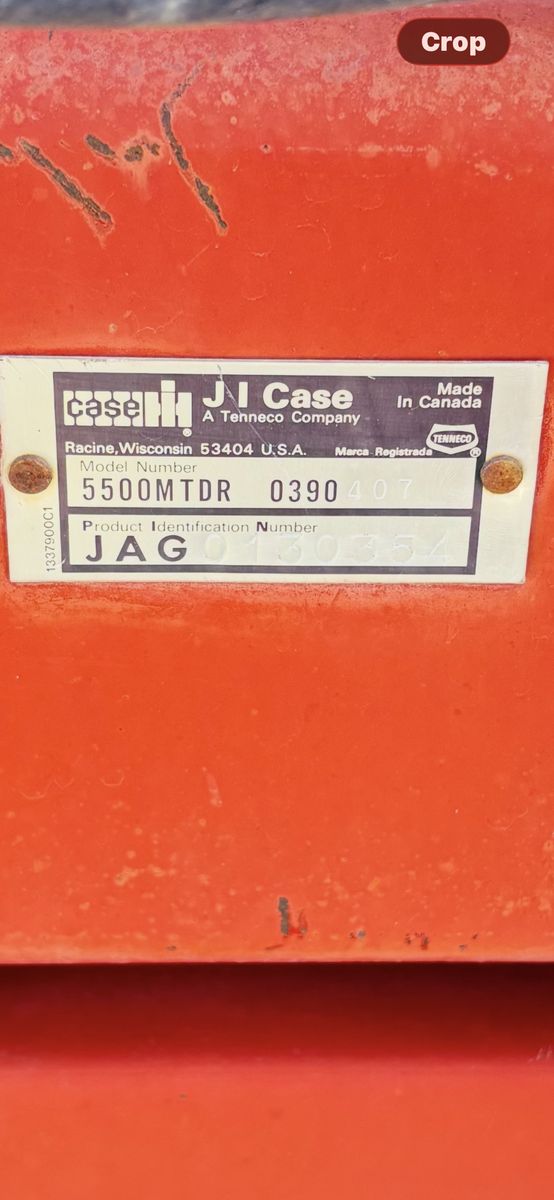 Crop
case IH
J I Case
A Tenneco Company
Made
In Canada
TENNECO
Racine, Wisconsin 53404 U.S.A.
Marca Registrada
Model Number
5500MTDR 0390407
Product Identification Number
JAG0130354
1337900C1